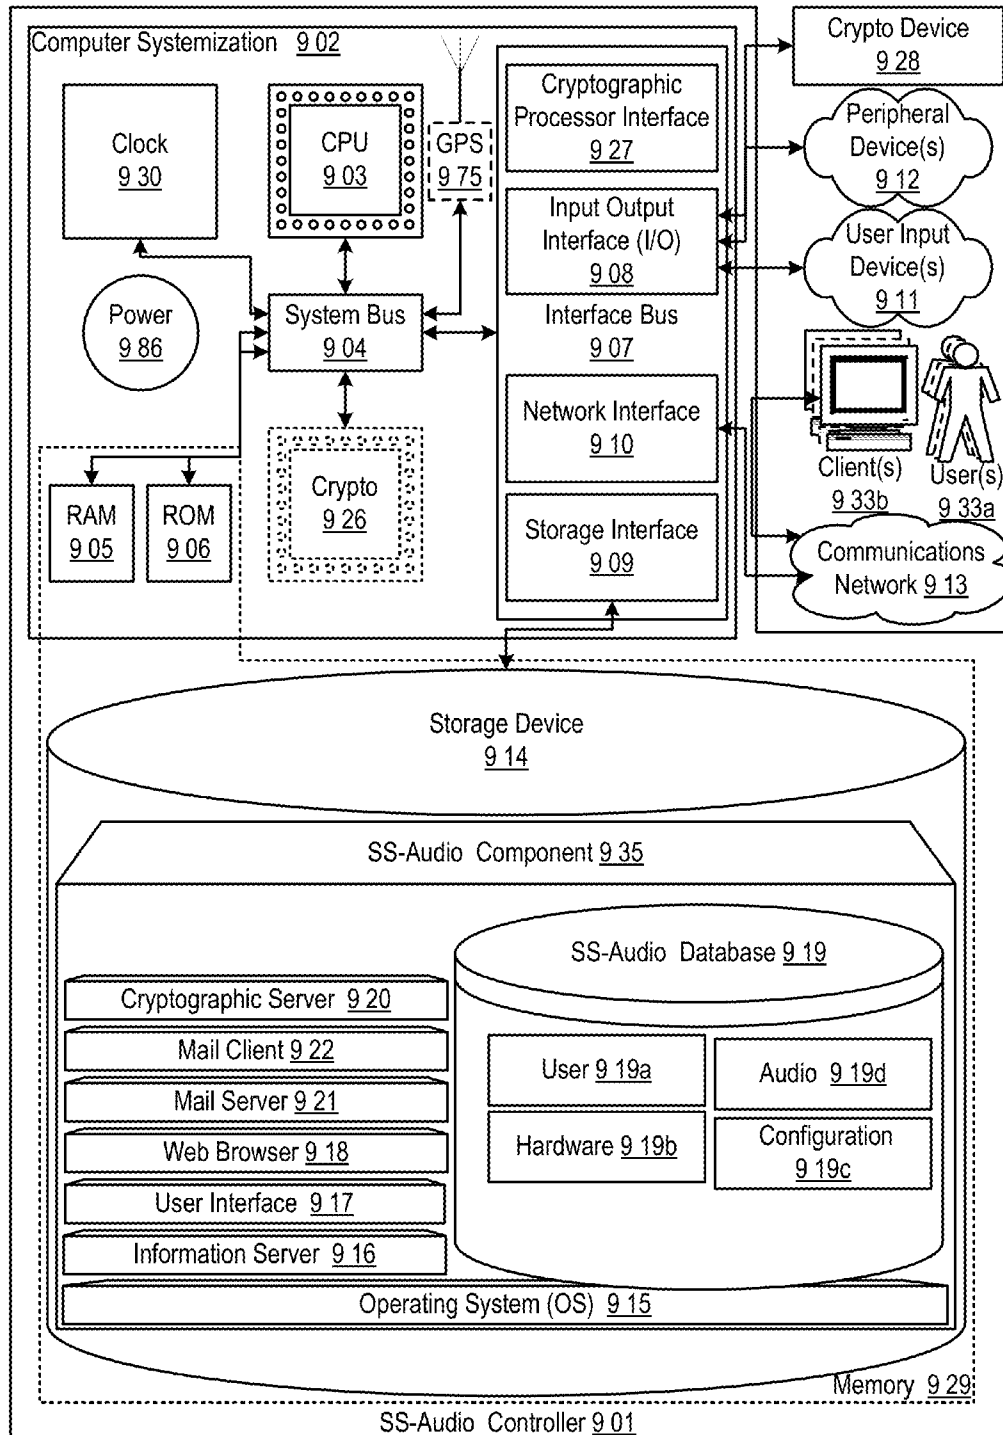 Computer Systemization 9 02
Clock
9 30
CPU
9 03
GPS
9 75
Cryptographic
Processor Interface
9 27
Input Output
Interface (I/O)
9 08
Interface Bus
9 07
Network Interface
9 10
Storage Interface
9 09
Power
9 86
System Bus
9 04
Crypto
9 26
RAM
9 05
ROM
9 06
Crypto Device
9 28
Peripheral
Device(s)
9 12
User Input
Device(s)
9 11
Client(s)
9 33b
User(s)
9 33a
Communications
Network 9 13
Storage Device
9 14
SS-Audio Component 9 35
SS-Audio Database 9 19
Cryptographic Server 9 20
Mail Client 9 22
Mail Server 9 21
Web Browser 9 18
User Interface 9 17
Information Server 9 16
User 9 19a
Audio 9 19d
Hardware 9 19b
Configuration
9 19c
Operating System (OS) 9 15
Memory 9 29
SS-Audio Controller 9 01